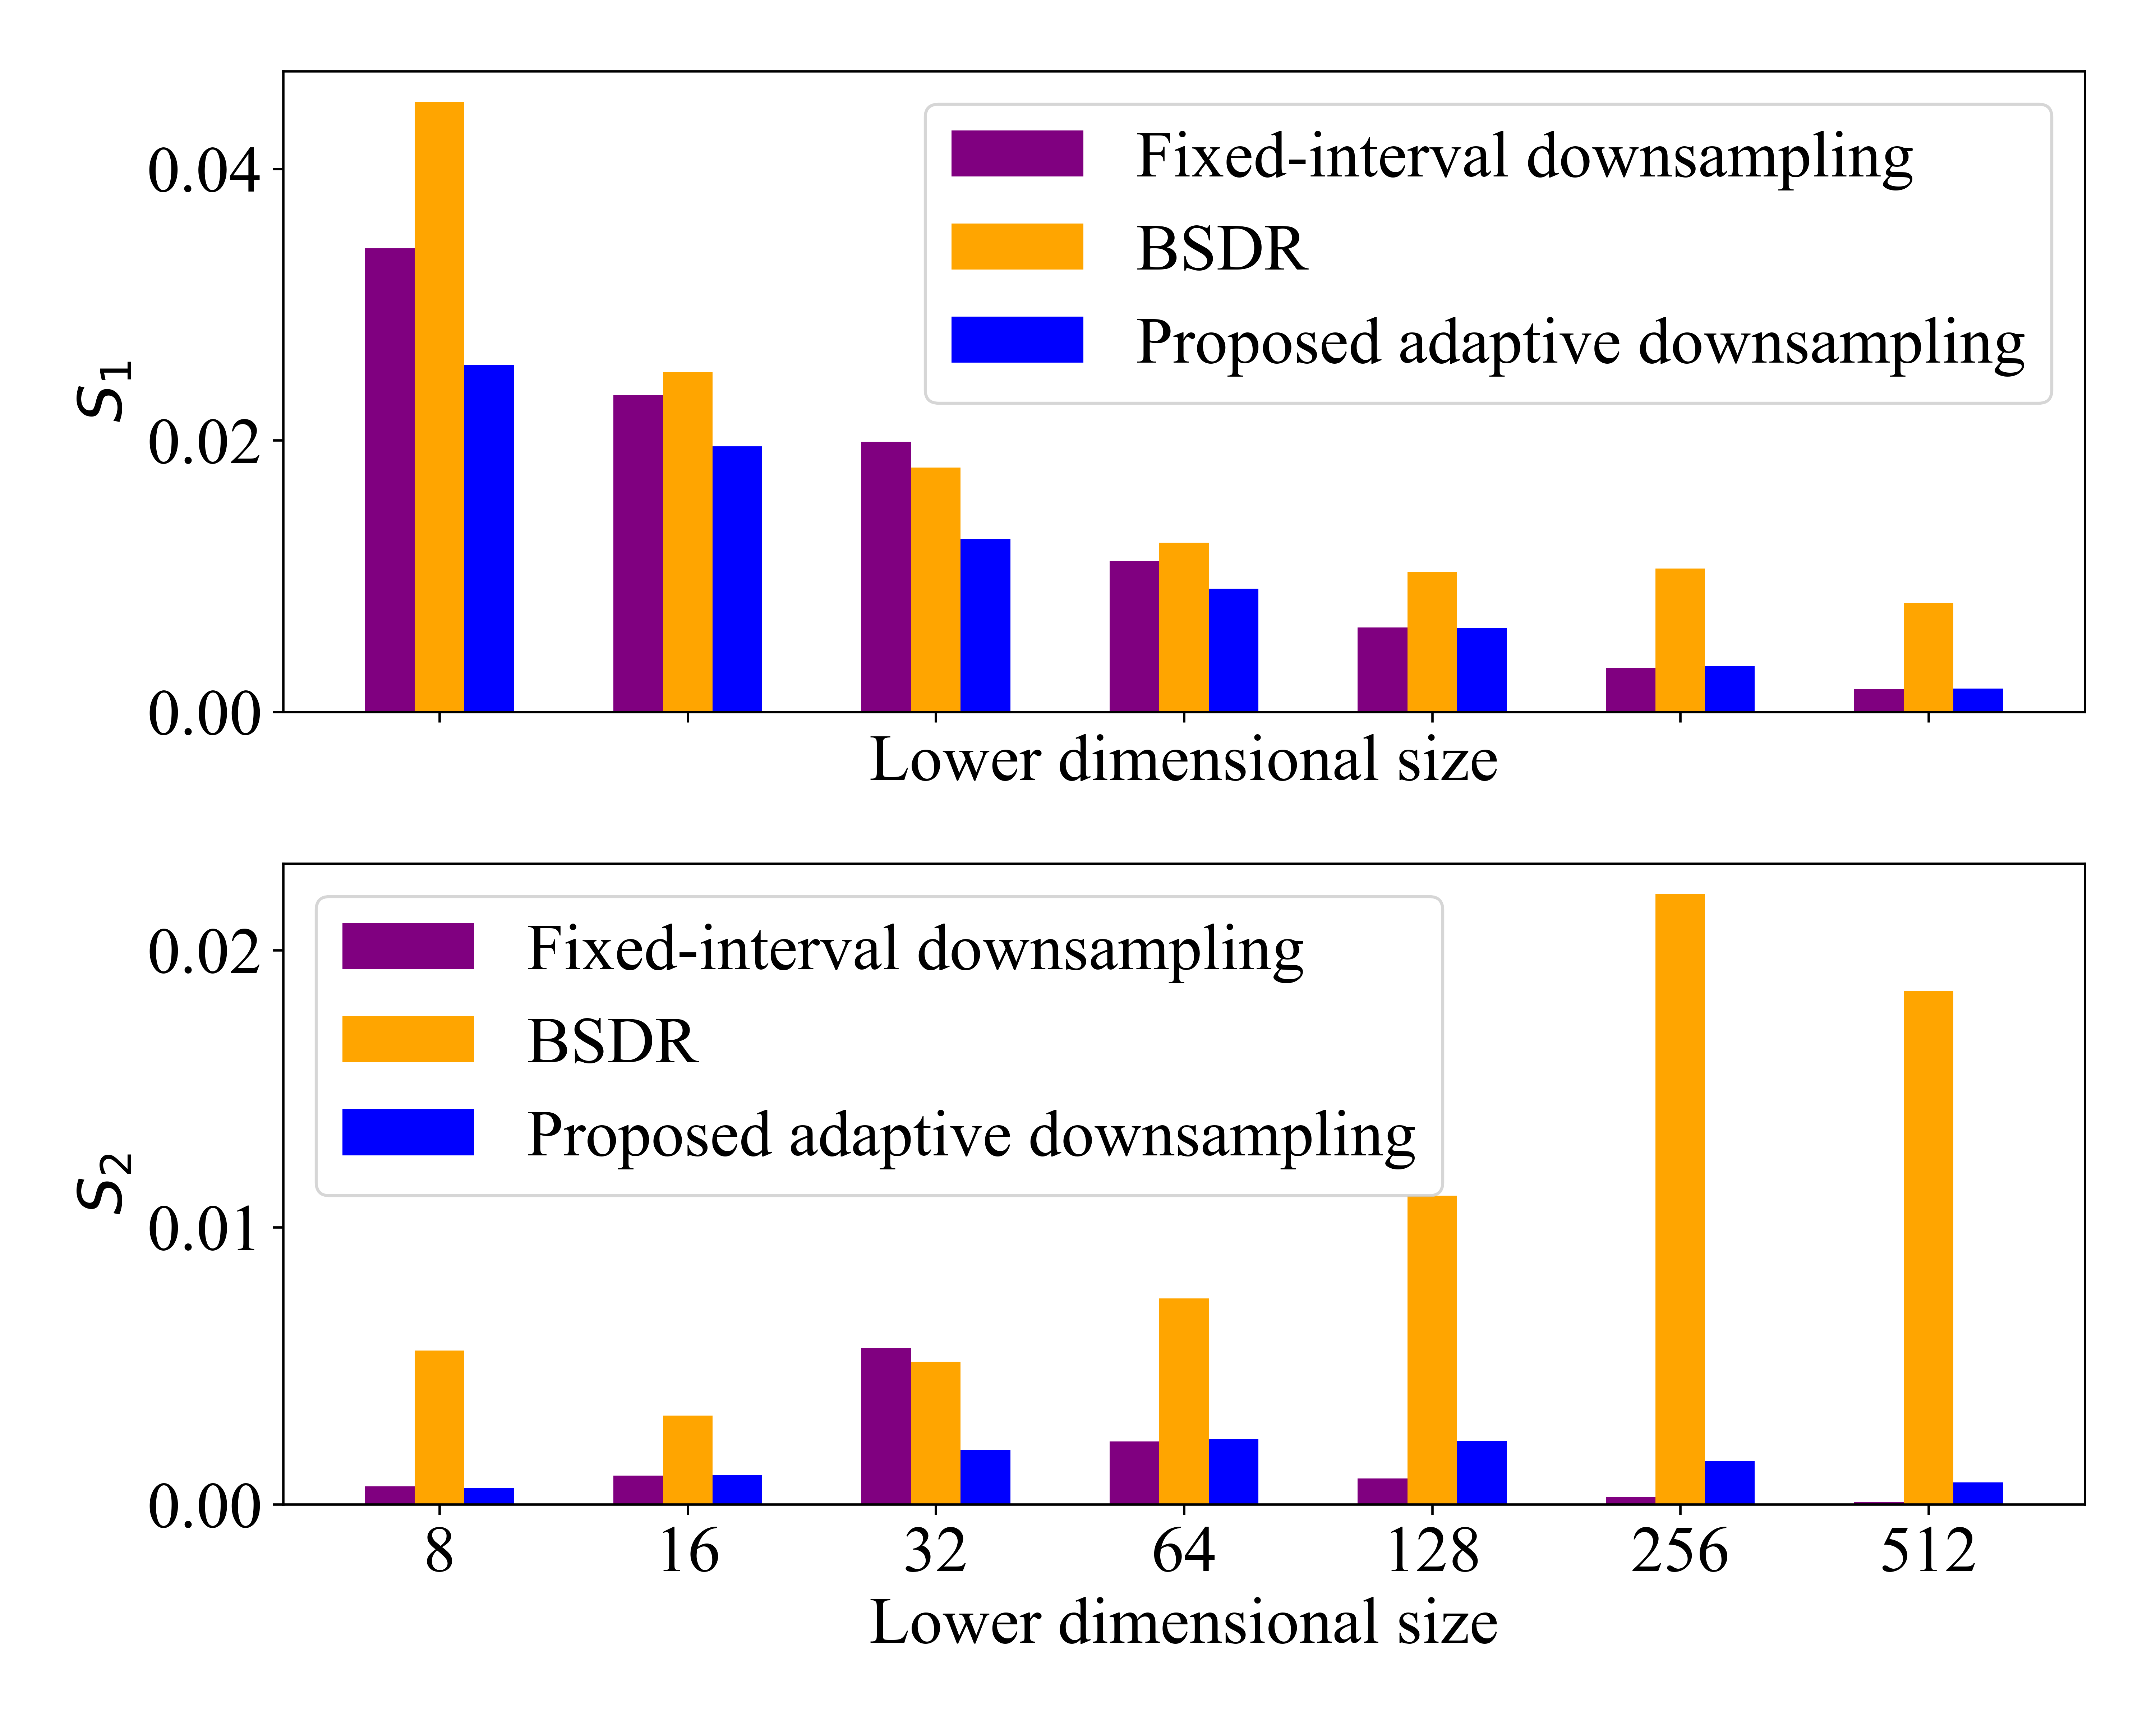 0.04
0.02
0.00
S1
Fixed-interval downsampling
BSDR
Proposed adaptive downsampling
Lower dimensional size
0.02
0.01
0.00
S2
Fixed-interval downsampling
BSDR
Proposed adaptive downsampling
8 16 32 64 128 256 512
Lower dimensional size